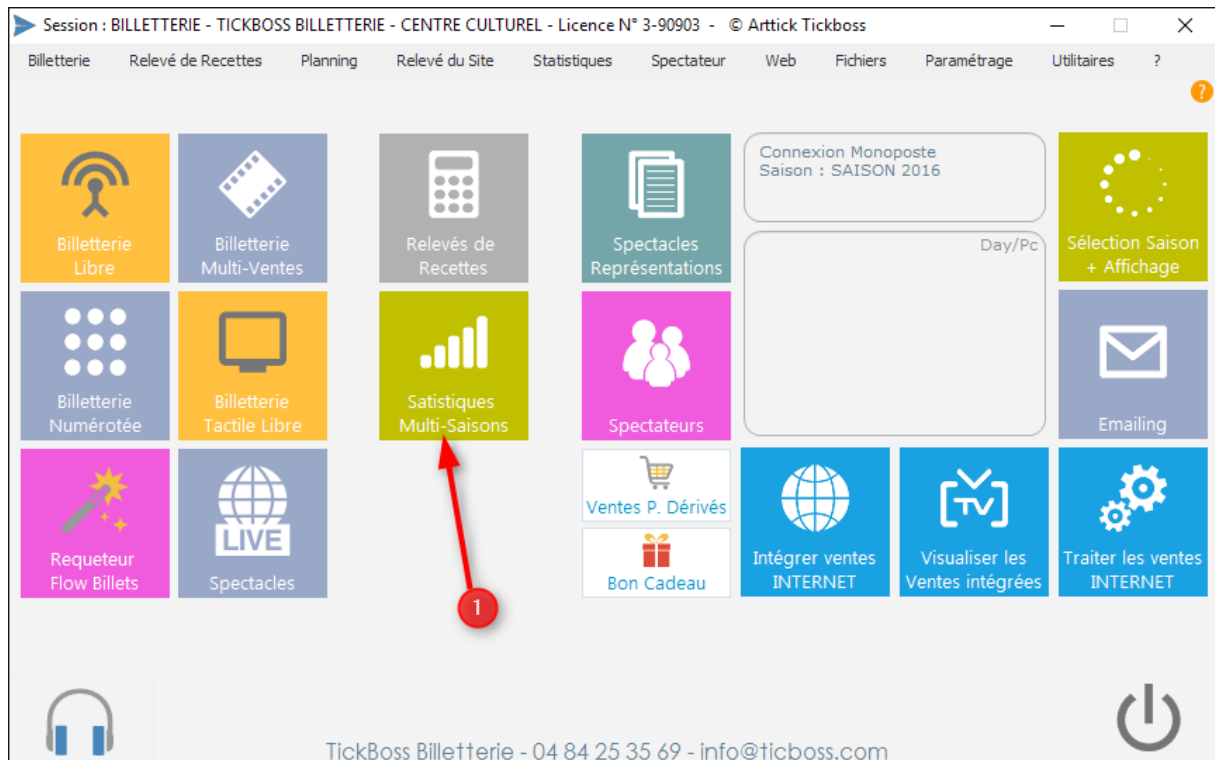 Session : BILLETTERIE - TICKBOSS BILLETTERIE - CENTRE CULTUREL - Licence N° 3-90903 - © Arttick Tickboss
Billetterie Relevé de Recettes Planning Relevé du Site Statistiques Spectateur Web Fichiers Paramétrage Utilitaires ?
?
Billetterie
Libre
Billetterie
Multi-Ventes
Relevés de
Recettes
Spectacles
Représentations
Connexion Monoposte
Saison : SAISON 2016
Day/Pc
Sélection Saison
+ Affichage
Billetterie
Numérotée
Billetterie
Tactile Libre
Satistiques
Multi-Saisons
Spectateurs
Emailing
Requeteur
Flow Billets
LIVE
Spectacles
Ventes P. Dérivés
Bon Cadeau
Intégrer ventes
INTERNET
TV
Visualiser les
Ventes intégrées
Traiter les ventes
INTERNET
1
TickBoss Billetterie - 04 84 25 35 69 - info@ticboss.com